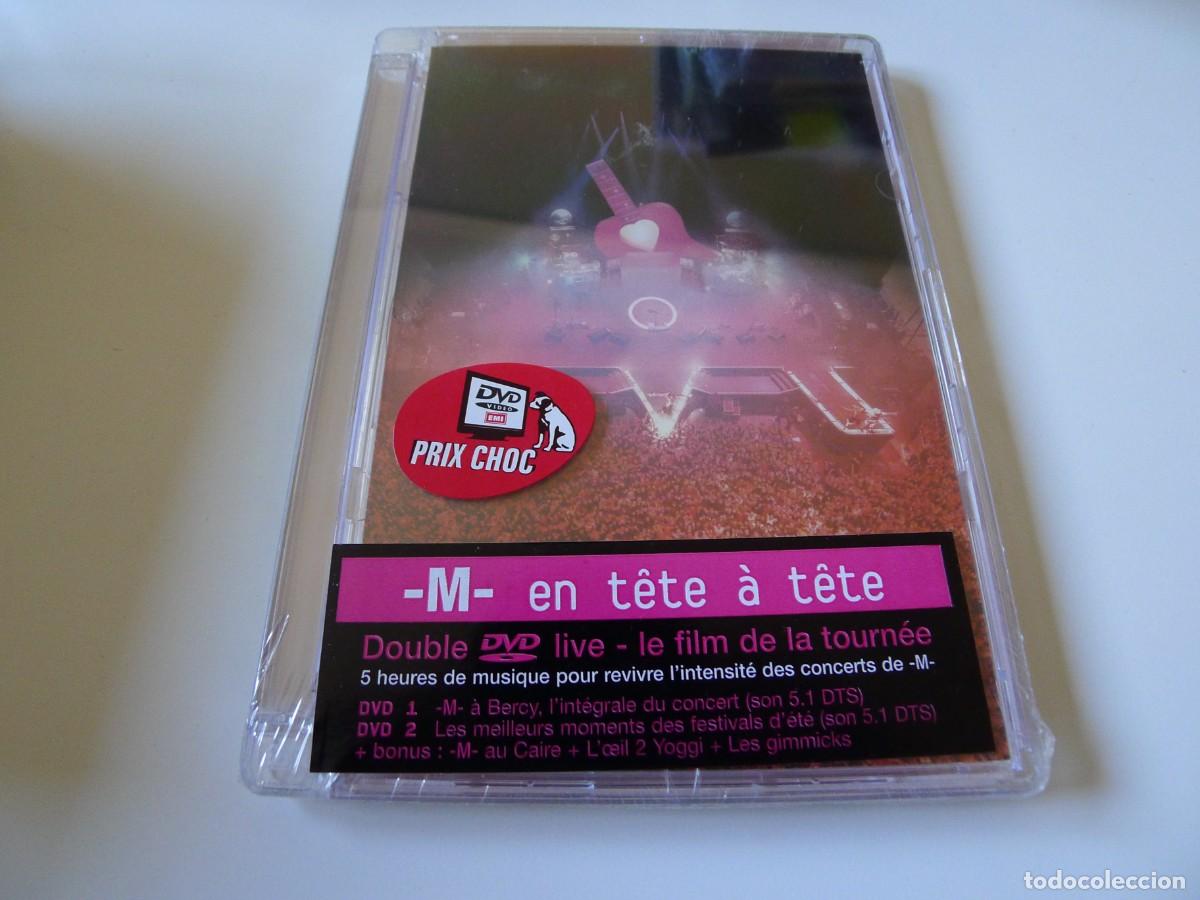 DVD
VIDEO
EMI
PRIX CHOC
-M- en tête à tête
Double DVD live - le film de la tournée
5 heures de musique pour revivre l'intensité des concerts de -M-
DVD 1 -M- à Bercy, l'intégrale du concert (son 5.1 DTS)
DVD 2 Les meilleurs moments des festivals d'été (son 5.1 DTS)
+ bonus : -M- au Caire + L'œil 2 Yoggi + Les gimmicks
todocoleccion